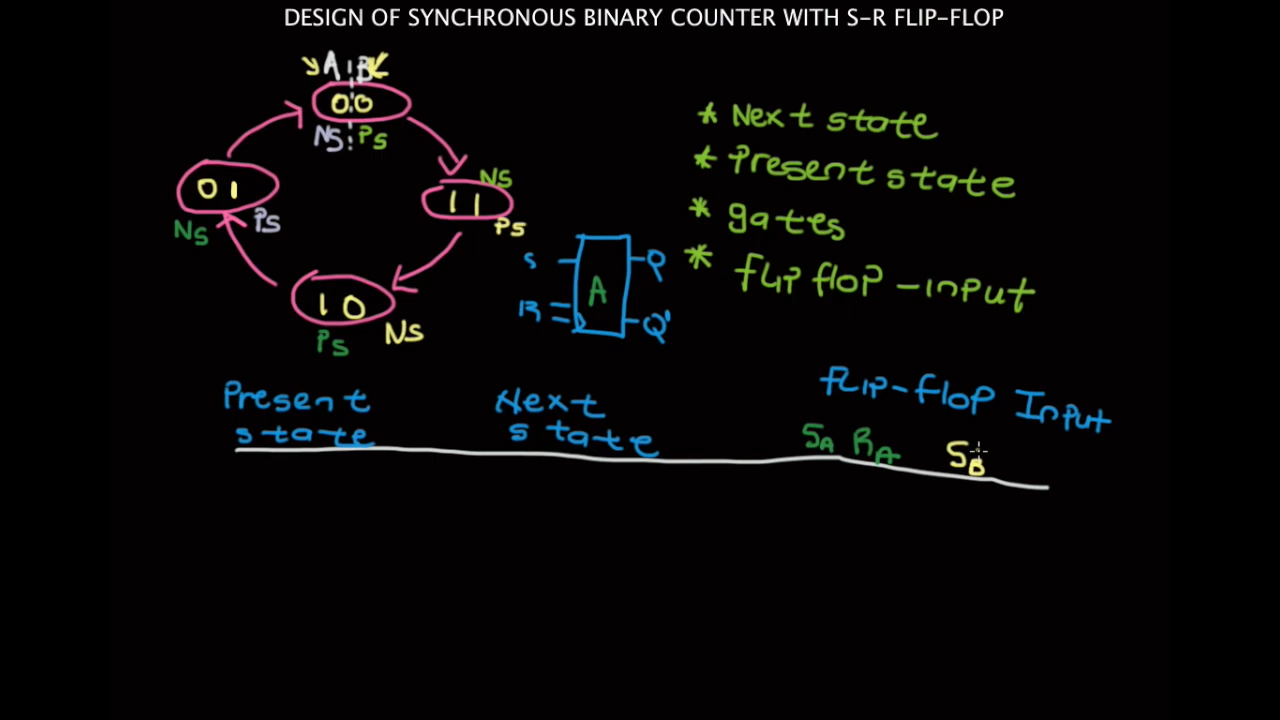 DESIGN OF SYNCHRONOUS BINARY COUNTER WITH S-R FLIP-FLOP
A B
00
NS PS
* Next state
* Present state
* gates
* flip flop - input
01
NS PS
NS
11
PS
10
PS NS
S Q
A
R Q'
Present state
Next state
flip-flop Input
SA RA SB